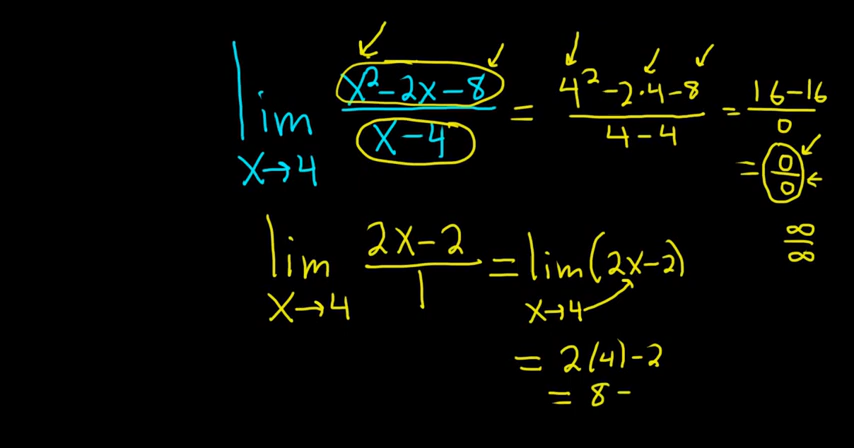 lim x→4 (x² - 2x - 8)/(x - 4) = (4² - 2·4 - 8)/(4 - 4) = (16 - 16)/0
= 0/0
∞/∞
lim x→4 (2x - 2)/1 = lim x→4 (2x - 2)
= 2(4) - 2
= 8 -